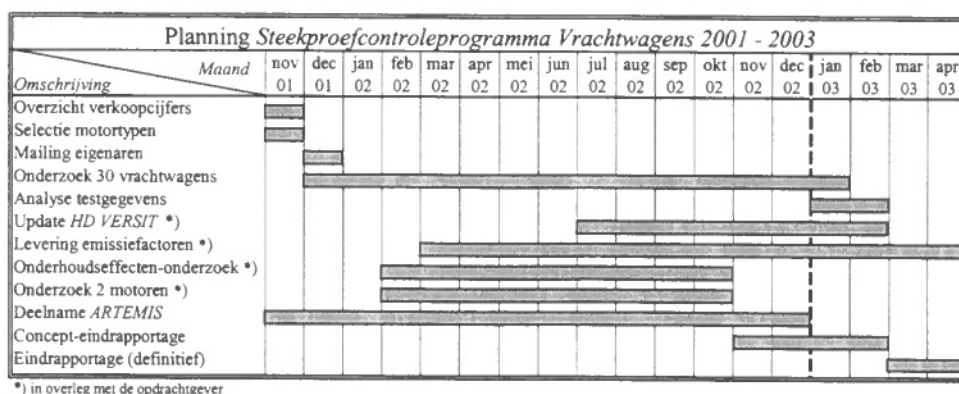 Planning Steekproefcontroleprogramma Vrachtwagens 2001 - 2003
Maand nov dec jan feb mar apr mei jun jul aug sep okt nov dec jan feb mar apr
Omschrijving 01 01 02 02 02 02 02 02 02 02 02 02 02 02 03 03 03 03
Overzicht verkoopcijfers
Selectie motortypen
Mailing eigenaren
Onderzoek 30 vrachtwagens
Analyse testgegevens
Update HD VERSIT *)
Levering emissiefactoren *)
Onderhoudseffecten-onderzoek *)
Onderzoek 2 motoren *)
Deelname ARTEMIS
Concept-eindrapportage
Eindrapportage (definitief)
*) in overleg met de opdrachtgever